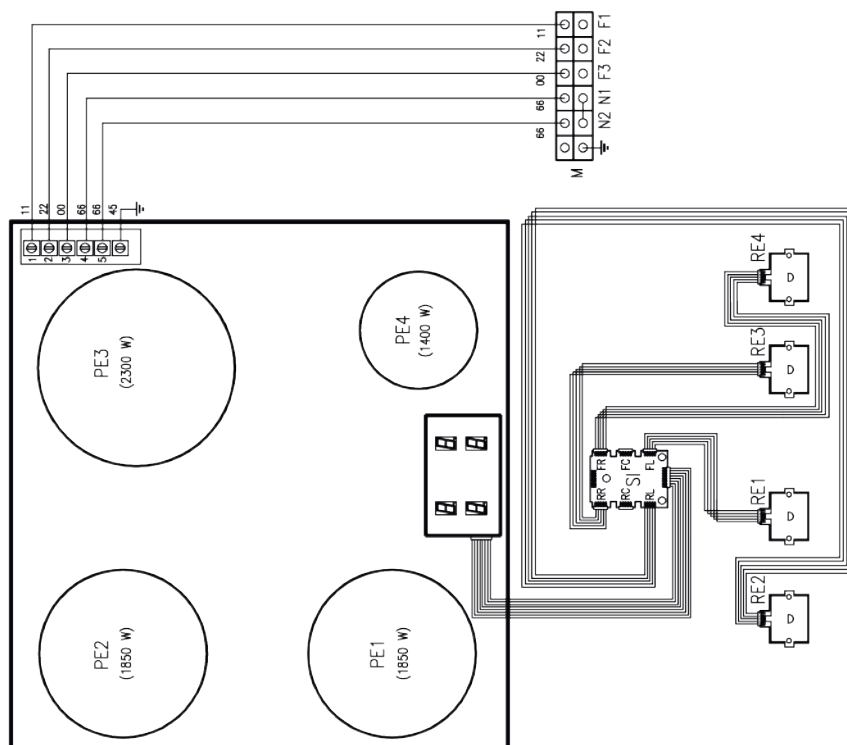 F1
F2
F3
N1
N2
M
11
22
00
66
66
11
22
00
66
66
45
1
2
3
4
5
PE3
(2300 W)
PE4
(1400 W)
PE2
(1850 W)
PE1
(1850 W)
FR
FC
FL
SI
RR
RC
RL
RE4
D
RE3
D
RE1
D
RE2
D